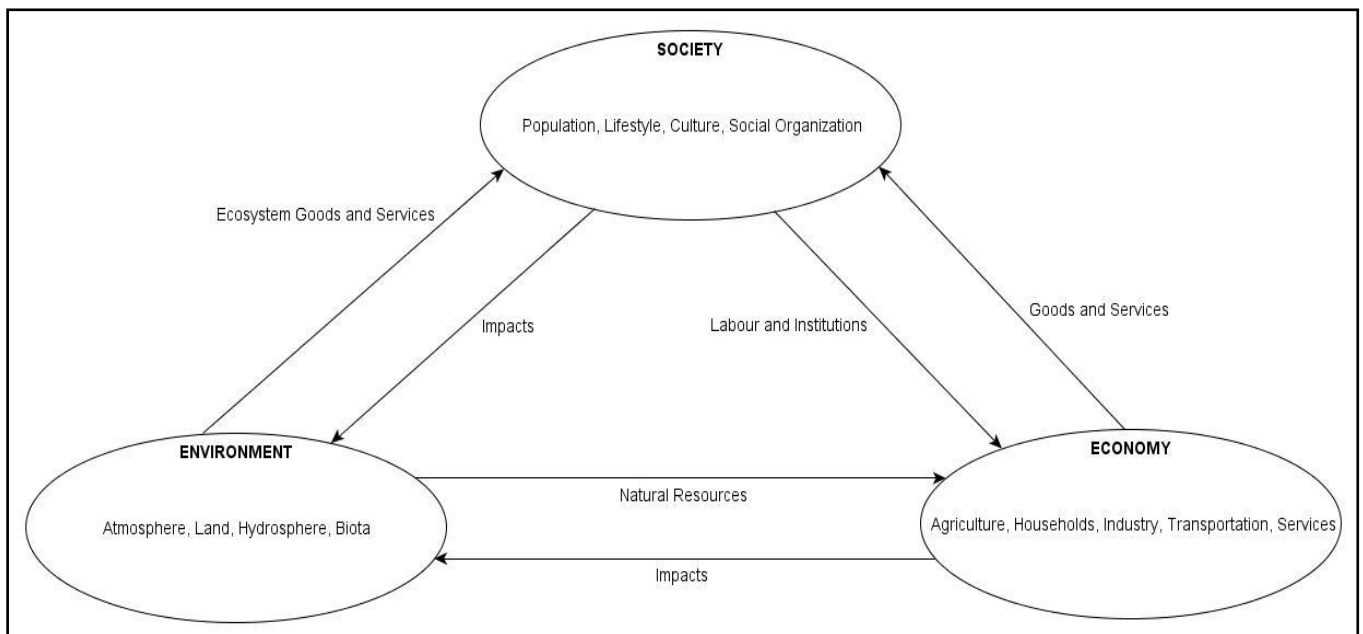 SOCIETY
Population, Lifestyle, Culture, Social Organization
Ecosystem Goods and Services
Impacts
Labour and Institutions
Goods and Services
ENVIRONMENT
Atmosphere, Land, Hydrosphere, Biota
Natural Resources
Impacts
ECONOMY
Agriculture, Households, Industry, Transportation, Services